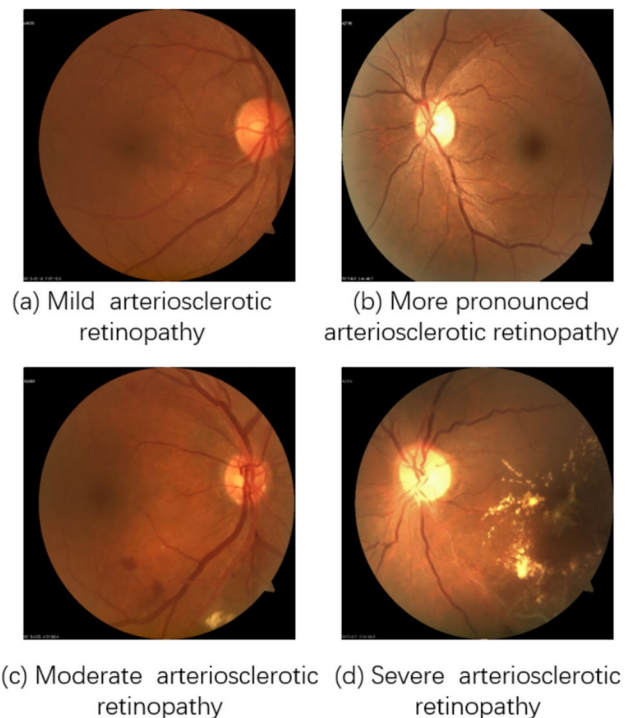 (a) Mild arteriosclerotic
retinopathy
(b) More pronounced
arteriosclerotic retinopathy
(c) Moderate arteriosclerotic
retinopathy
(d) Severe arteriosclerotic
retinopathy